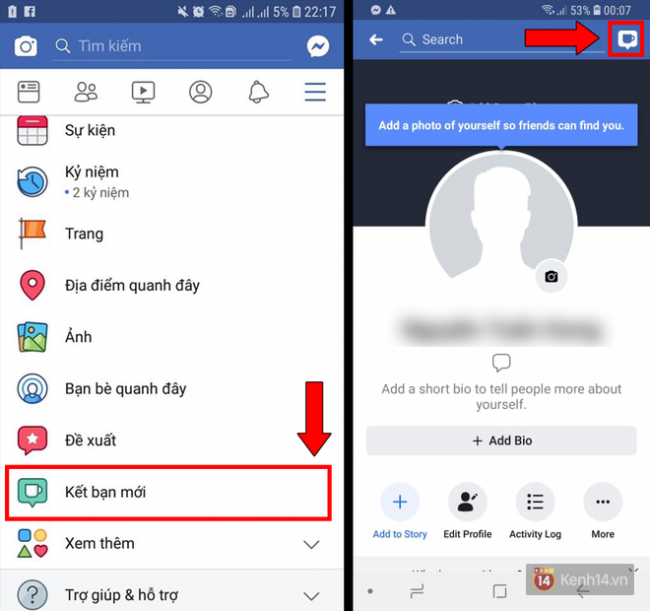 5% 22:17
Tìm kiếm
Sự kiện
Kỷ niệm
• 2 kỷ niệm
Trang
Địa điểm quanh đây
Ảnh
Bạn bè quanh đây
Đề xuất
Kết bạn mới
Xem thêm
Trợ giúp & hỗ trợ
53% 00:07
Search
Add a photo of yourself so friends can find you.
Add a short bio to tell people more about
yourself.
+ Add Bio
Add to Story
Edit Profile
Activity Log
More
14 Kenh14.vn